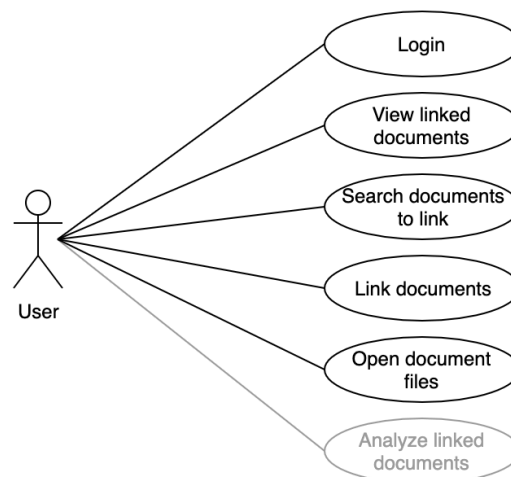 Login
View linked
documents
Search documents
to link
Link documents
User
Open document
files
Analyze linked
documents